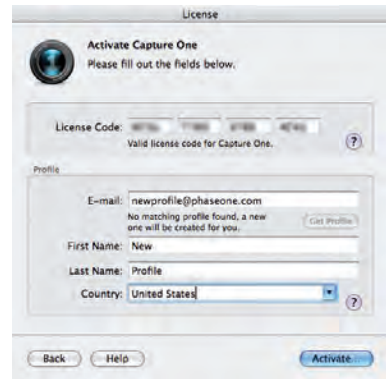 License
Activate Capture One
Please fill out the fields below.
License Code:
Valid license code for Capture One.
?
Profile
E-mail: newprofile@phaseone.com
No matching profile found, a new
one will be created for you.
Get Profile
First Name: New
Last Name: Profile
Country: United States
?
Back Help Activate...